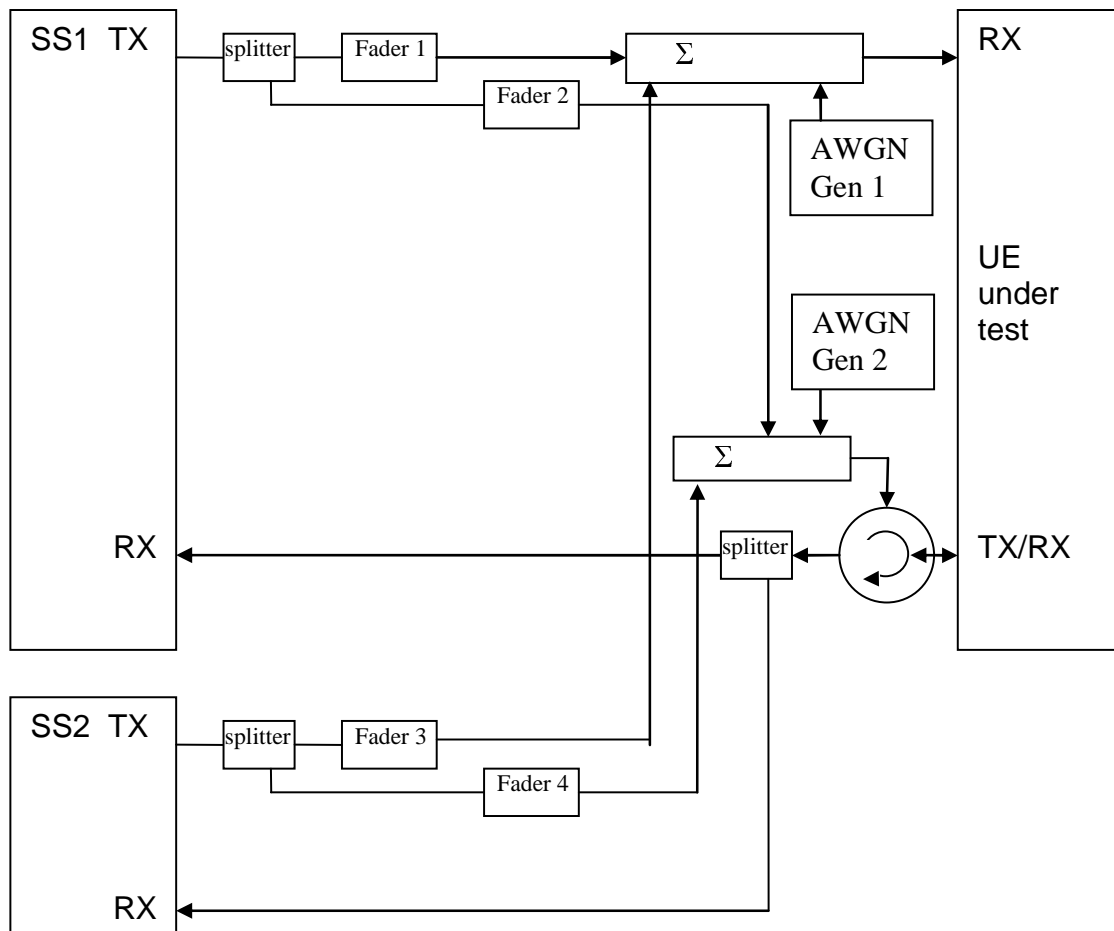 SS1 TX
splitter
Fader 1
Σ
RX
Fader 2
AWGN
Gen 1
UE
under
test
AWGN
Gen 2
Σ
RX
splitter
TX/RX
SS2 TX
splitter
Fader 3
Fader 4
RX